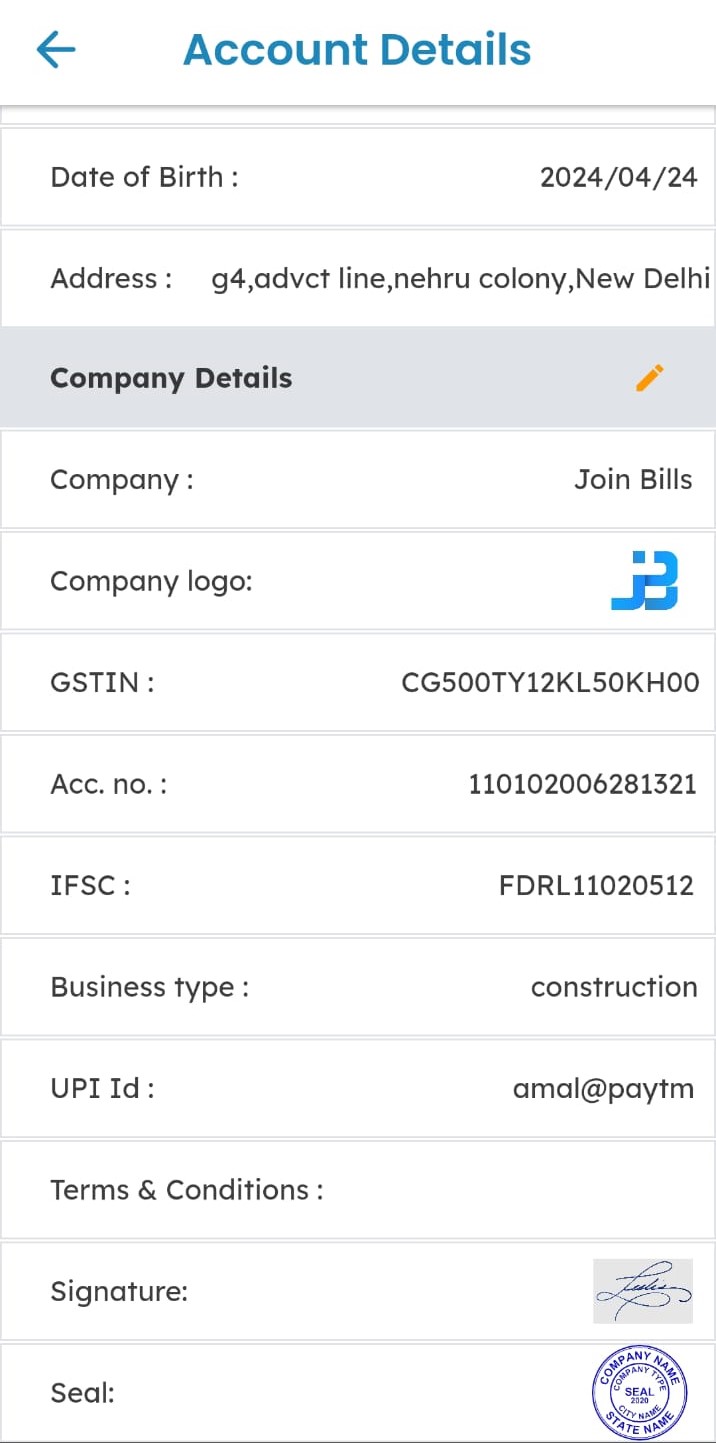 Account Details
Date of Birth : 2024/04/24
Address : g4,advct line,nehru colony,New Delhi
Company Details
Company : Join Bills
Company logo: JB
GSTIN : CG500TY12KL50KH00
Acc. no. : 110102006281321
IFSC : FDRL11020512
Business type : construction
UPI Id : amal@paytm
Terms & Conditions :
Signature:
Seal: COMPANY NAME
COMPANY TYPE
SEAL
2020
CITY NAME
STATE NAME